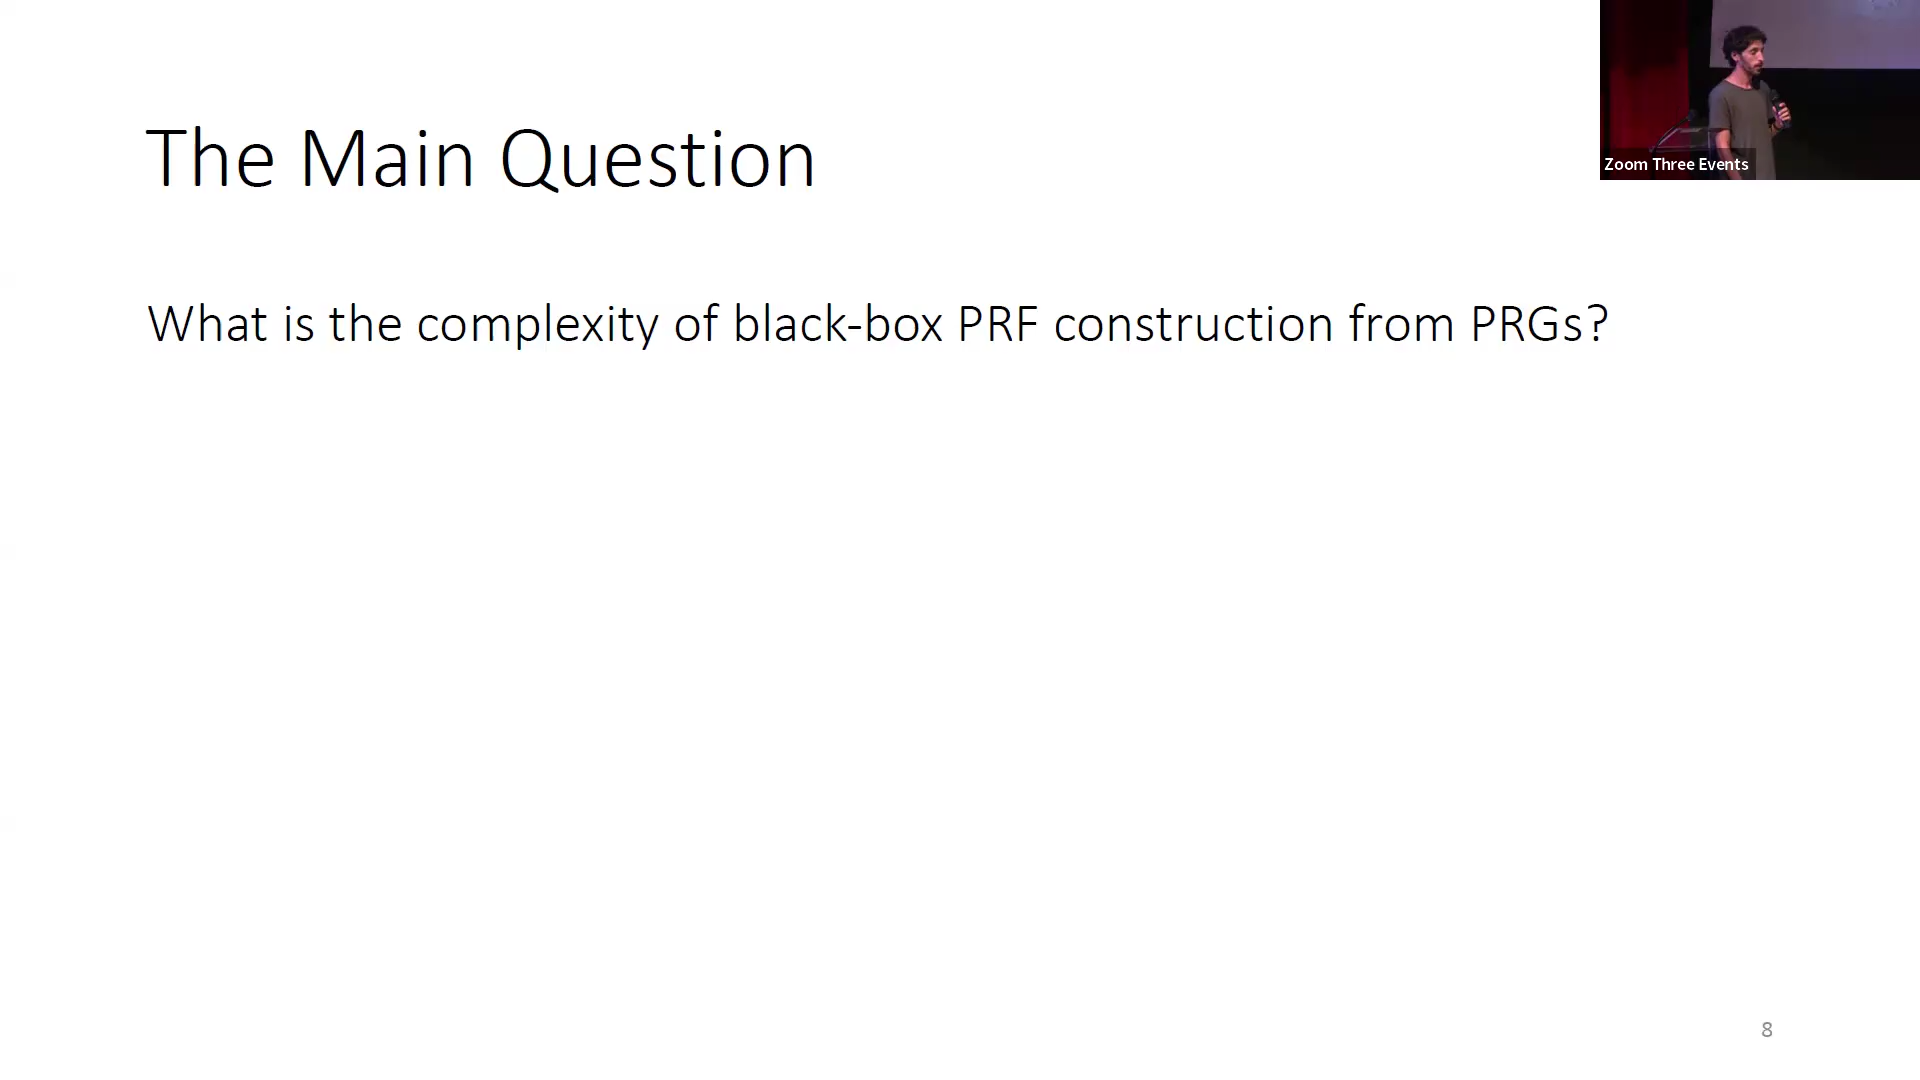 The Main Question
Zoom Three Events
What is the complexity of black-box PRF construction from PRGs?
8